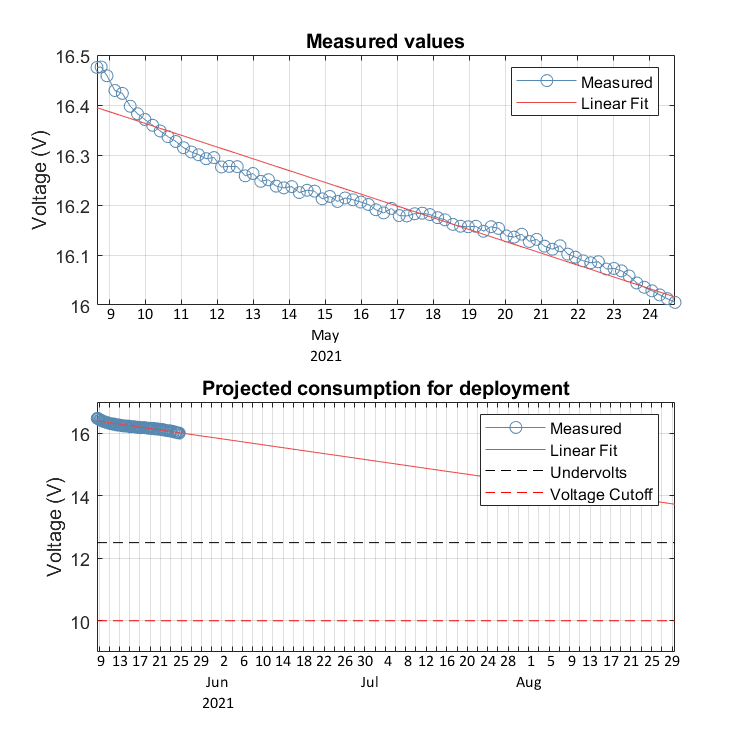 Measured values
Voltage (V)
16.5
16.4
16.3
16.2
16.1
16
Measured
Linear Fit
9 10 11 12 13 14 15 16 17 18 19 20 21 22 23 24
May
2021
Projected consumption for deployment
Voltage (V)
16
14
12
10
Measured
Linear Fit
Undervolts
Voltage Cutoff
9 13 17 21 25 29 2 6 10 14 18 22 26 30 4 8 12 16 20 24 28 1 5 9 13 17 21 25 29
Jun Jul Aug
2021